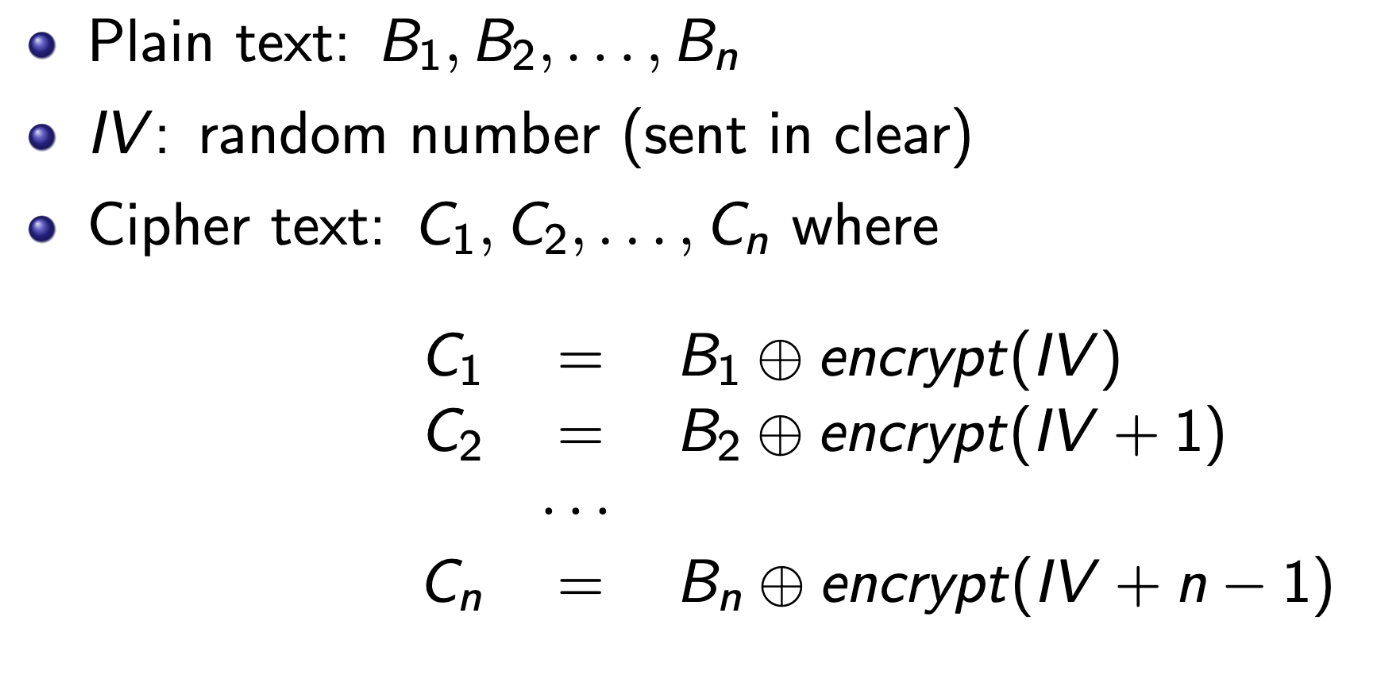 • Plain text: B₁, B₂, . . . , Bₙ
• IV: random number (sent in clear)
• Cipher text: C₁, C₂, . . . , Cₙ where
C₁ = B₁ ⊕ encrypt(IV)
C₂ = B₂ ⊕ encrypt(IV + 1)
. . .
Cₙ = Bₙ ⊕ encrypt(IV + n − 1)